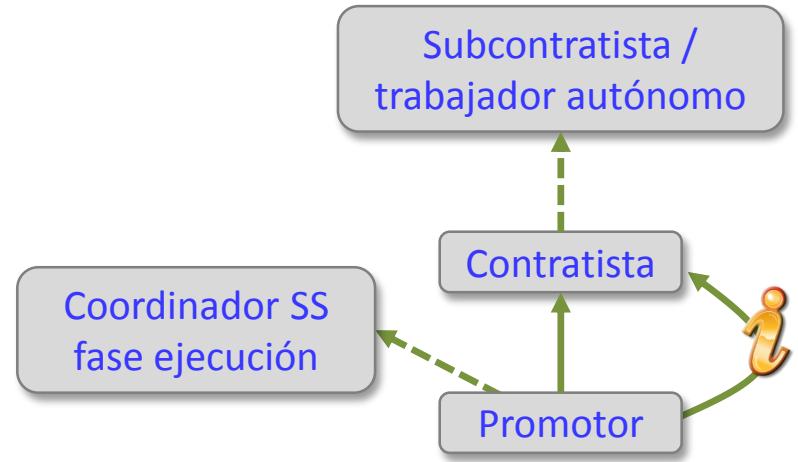 Subcontratista /
trabajador autónomo
Contratista
Coordinador SS
fase ejecución
Promotor